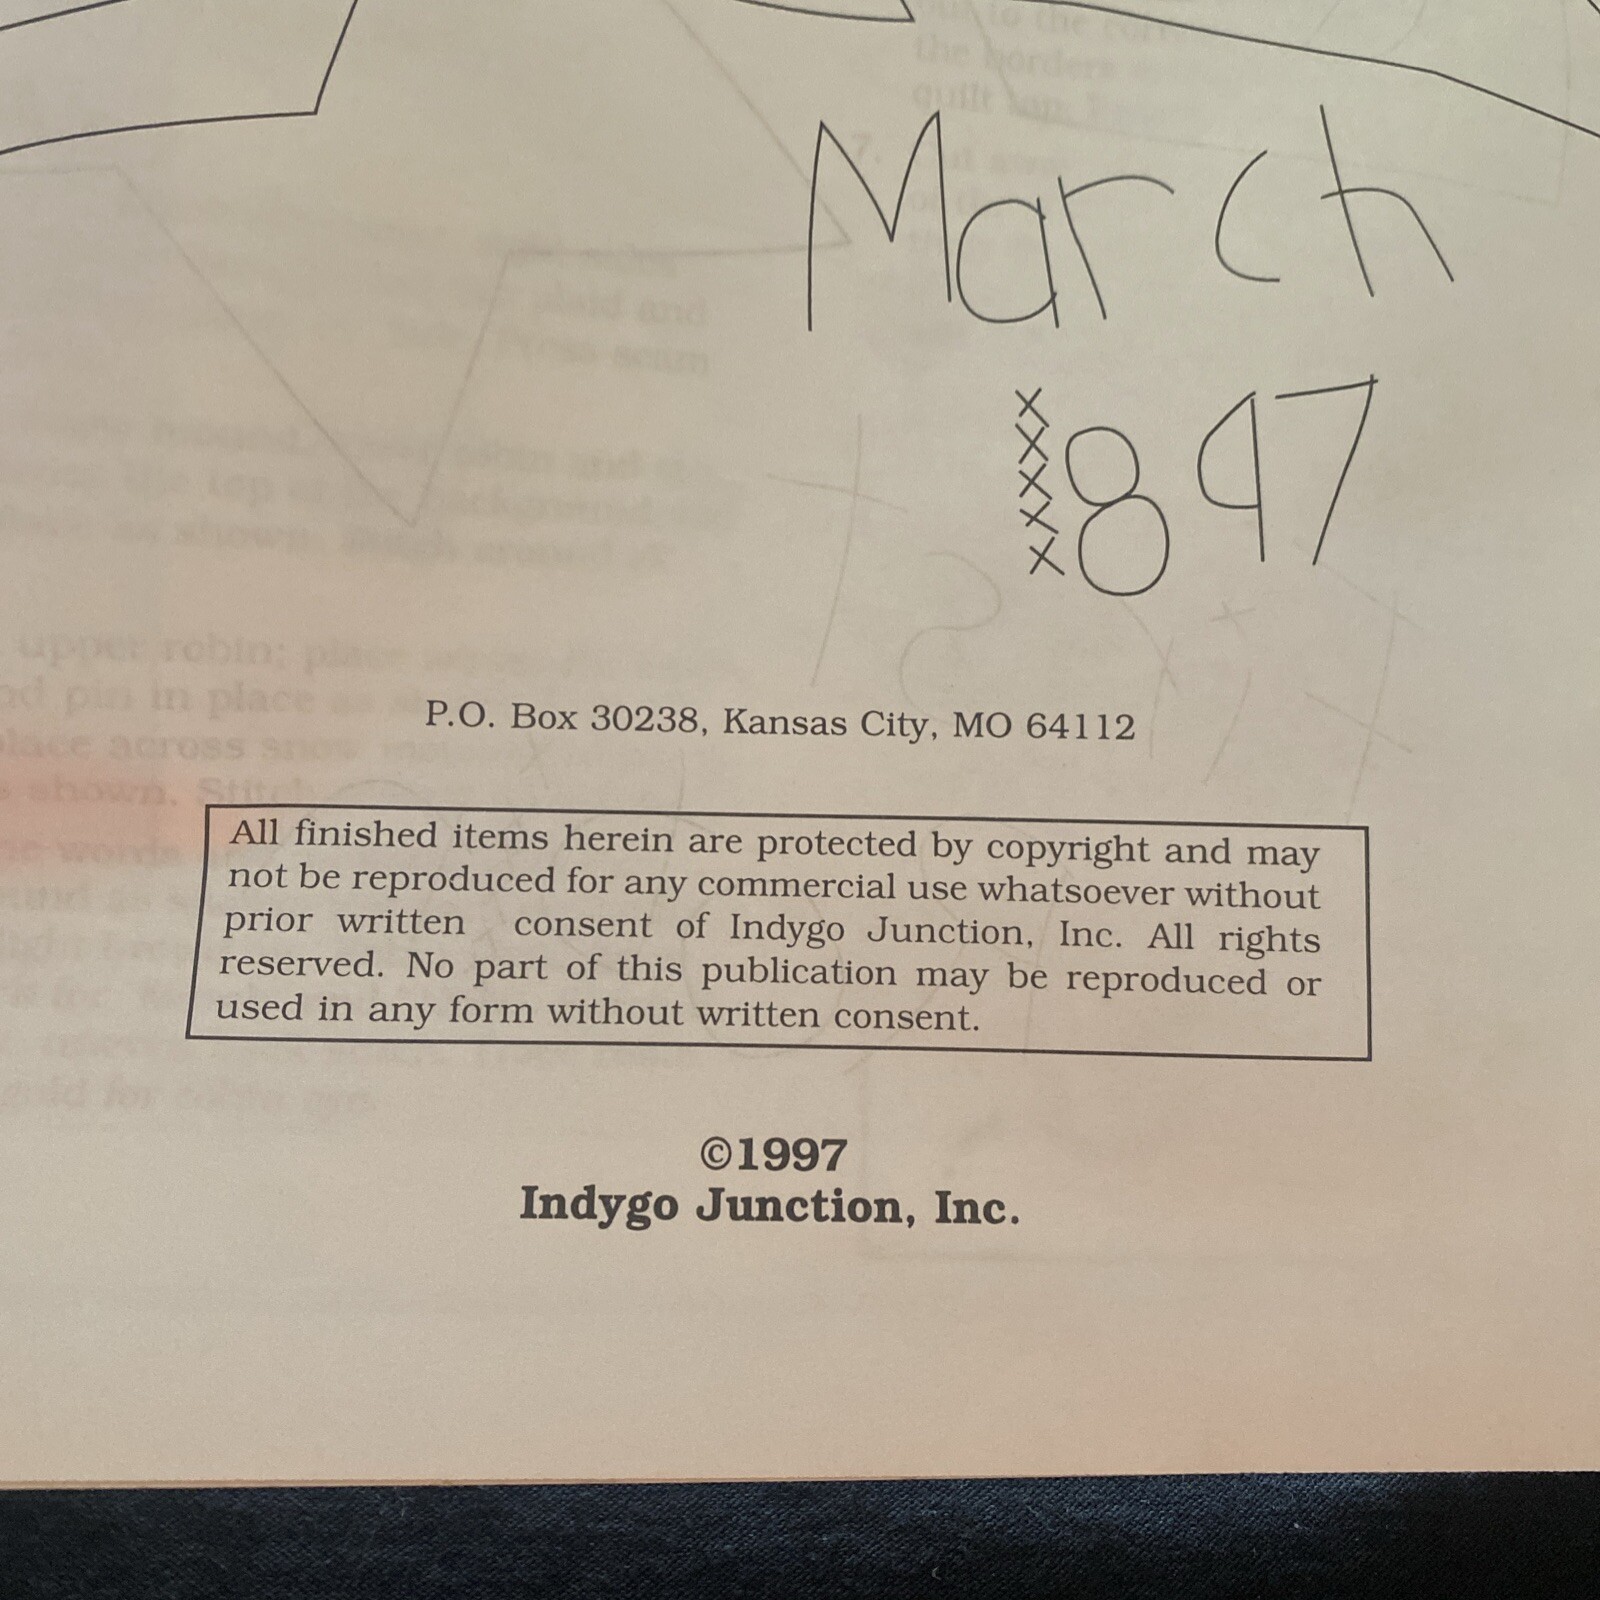 March
1897
P.O. Box 30238, Kansas City, MO 64112
All finished items herein are protected by copyright and may
not be reproduced for any commercial use whatsoever without
prior written consent of Indygo Junction, Inc. All rights
reserved. No part of this publication may be reproduced or
used in any form without written consent.
©1997
Indygo Junction, Inc.